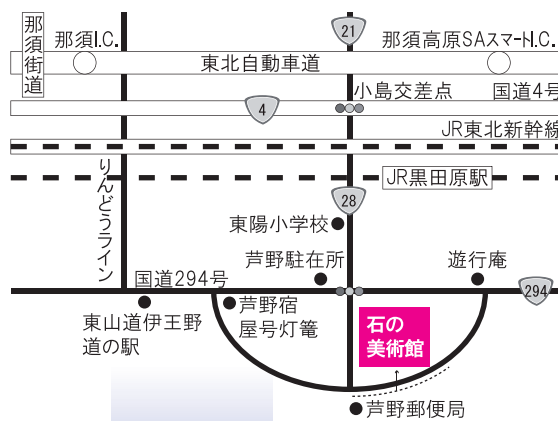 那須街道
那須I.C.
21
那須高原SAスマートI.C.
東北自動車道
小島交差点
国道4号
4
JR東北新幹線
りんどうライン
JR黒田原駅
28
東陽小学校
芦野駐在所
遊行庵
国道294号
294
東山道伊王野
道の駅
芦野宿
屋号灯篭
石の
美術館
芦野郵便局